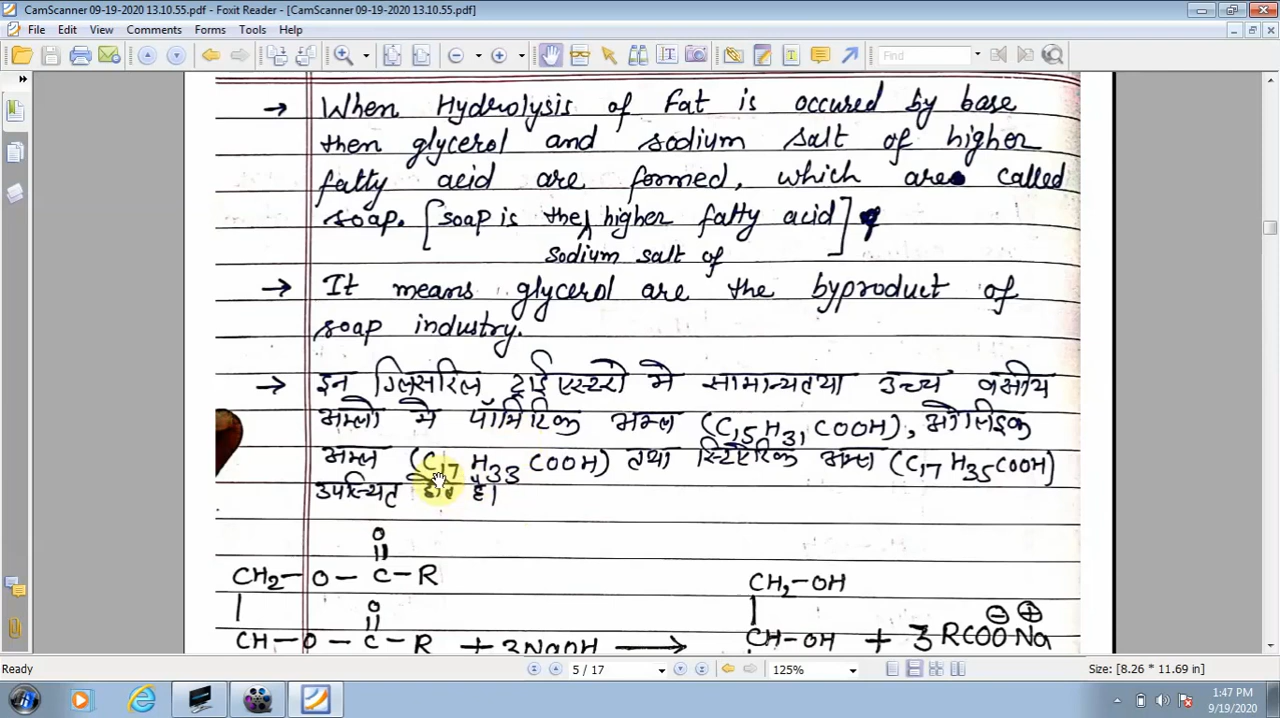 CamScanner 09-19-2020 13.10.55.pdf - Foxit Reader - [CamScanner 09-19-2020 13.10.55.pdf]
File Edit View Comments Forms Tools Help
Find
→ When Hydrolysis of Fat is occured by base
then glycerol and sodium salt of higher
fatty acid are formed, which are called
soap. [soap is the higher fatty acid]
sodium salt of
→ It means glycerol are the byproduct of
soap industry.
→ इन ग्लिसरिल ट्राईएस्टरो मे सामान्यतया उच्च वसीय
अम्लो मे पॉमिटिक अम्ल (C15H31COOH), ओलिइक
अम्ल (C17H33COOH) तथा स्टिऐरिक अम्ल (C17H35COOH)
उपस्थित होते है।
O
||
CH2-O-C-R
| O
||
CH-O-C-R + 3NaOH → CH-OH + 3RCOO⊖Na⊕
CH2-OH
|
Ready
5 / 17
125%
Size: [8.26 * 11.69 in]
1:47 PM
9/19/2020